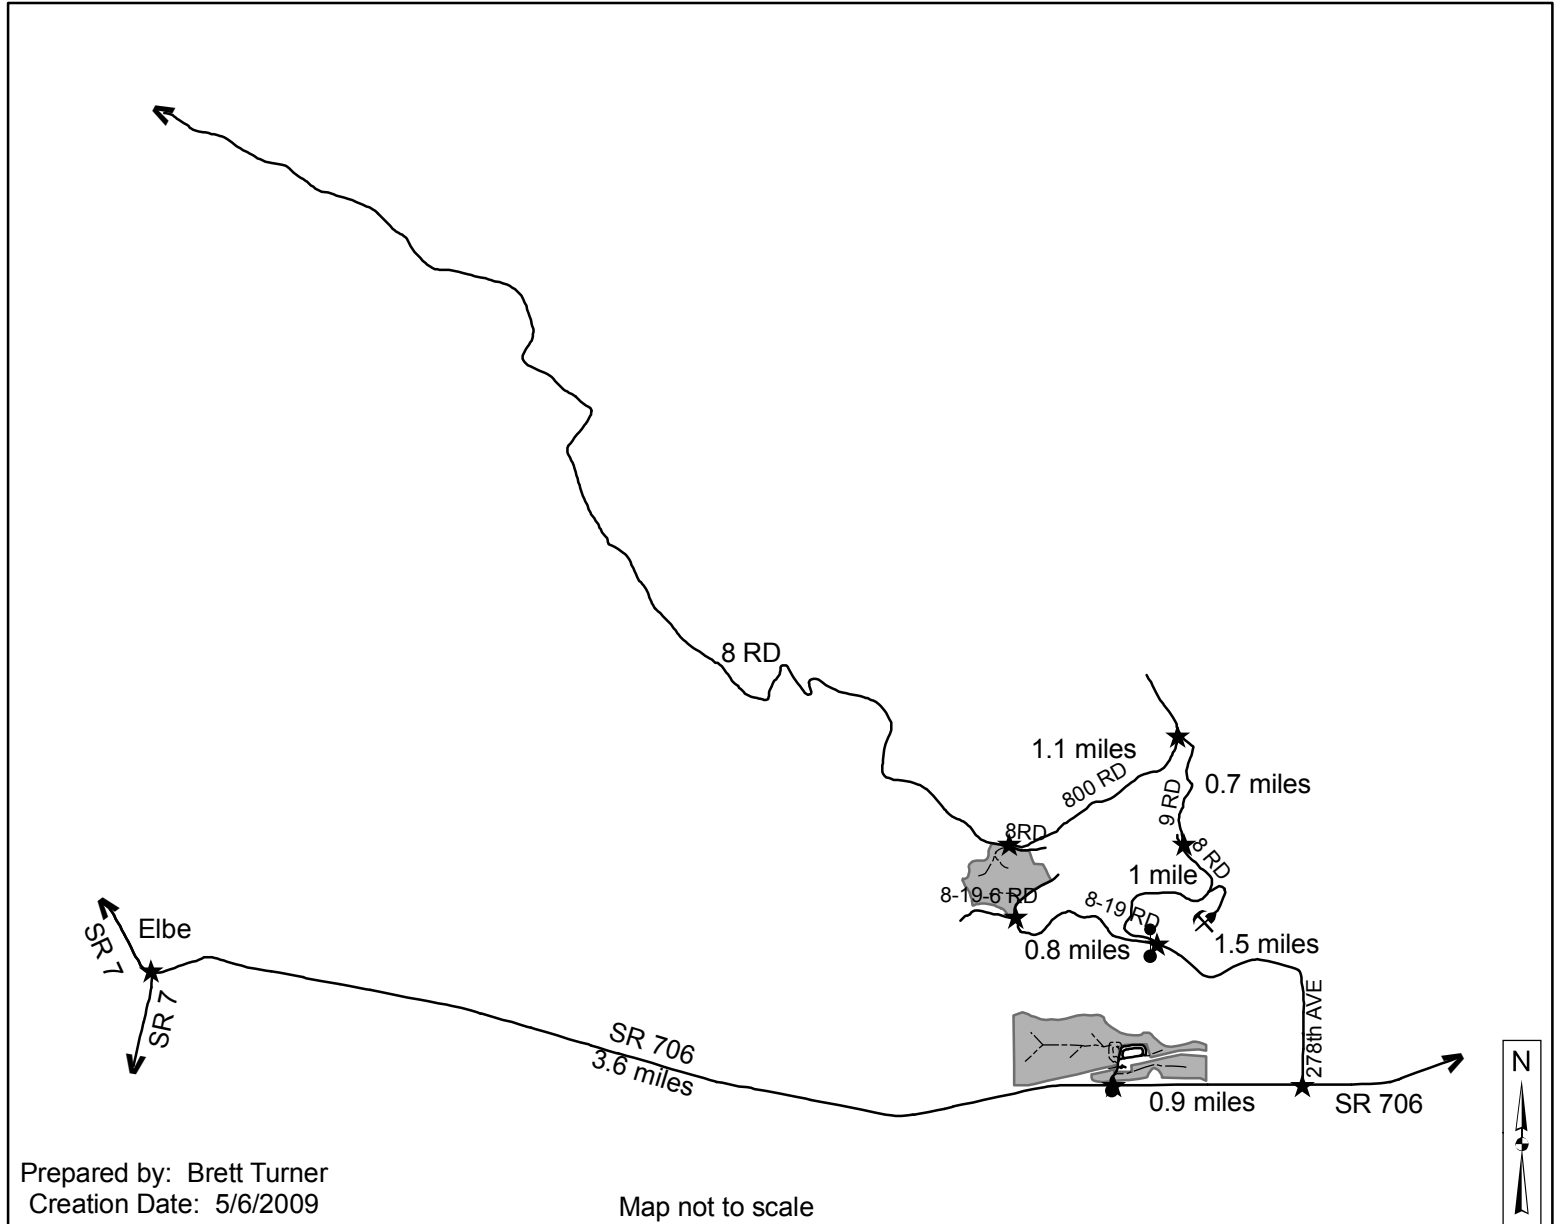 8 RD
1.1 miles
800 RD
0.7 miles
9 RD
8RD
8 RD
1 mile
8-19-6 RD
8-19 RD
0.8 miles
1.5 miles
Elbe
SR 7
SR 7
278th AVE
SR 706
3.6 miles
0.9 miles
SR 706
N
Prepared by: Brett Turner
Creation Date: 5/6/2009
Map not to scale